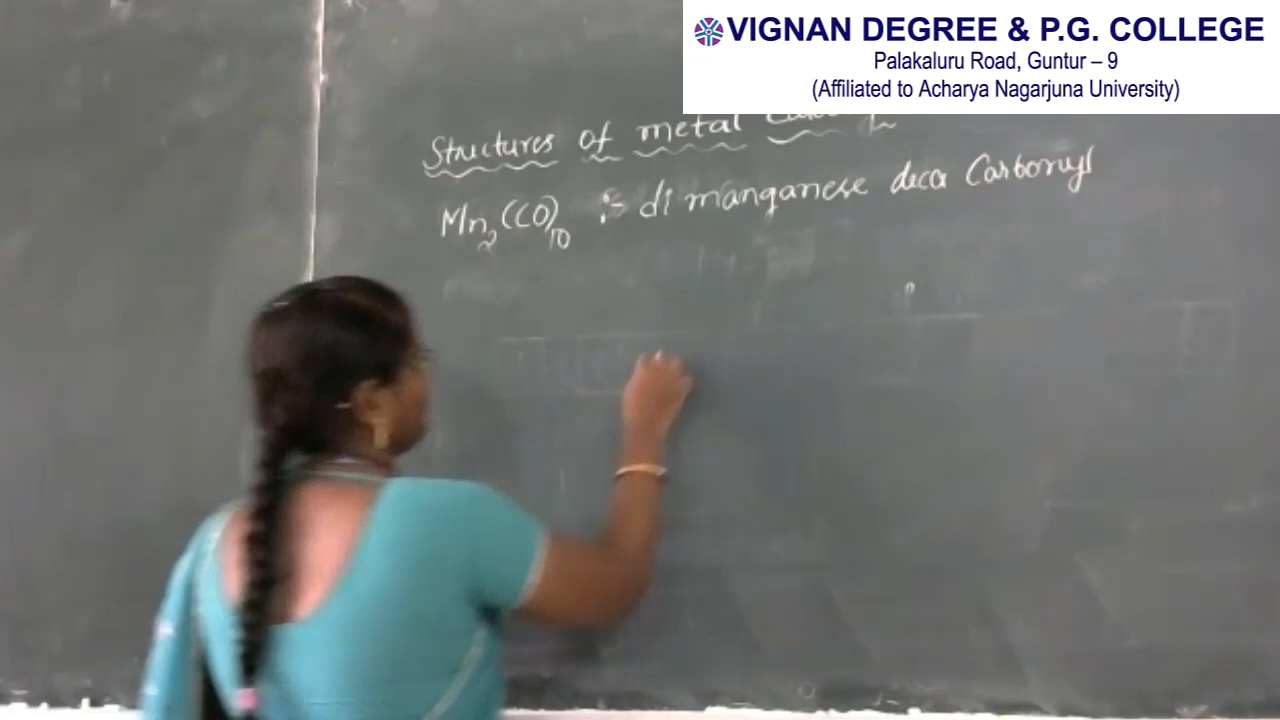 VIGNAN DEGREE & P.G. COLLEGE
Palakaluru Road, Guntur – 9
(Affiliated to Acharya Nagarjuna University)
Structures of metal
Mn2(CO)10 :- di manganese deca Carbonyl